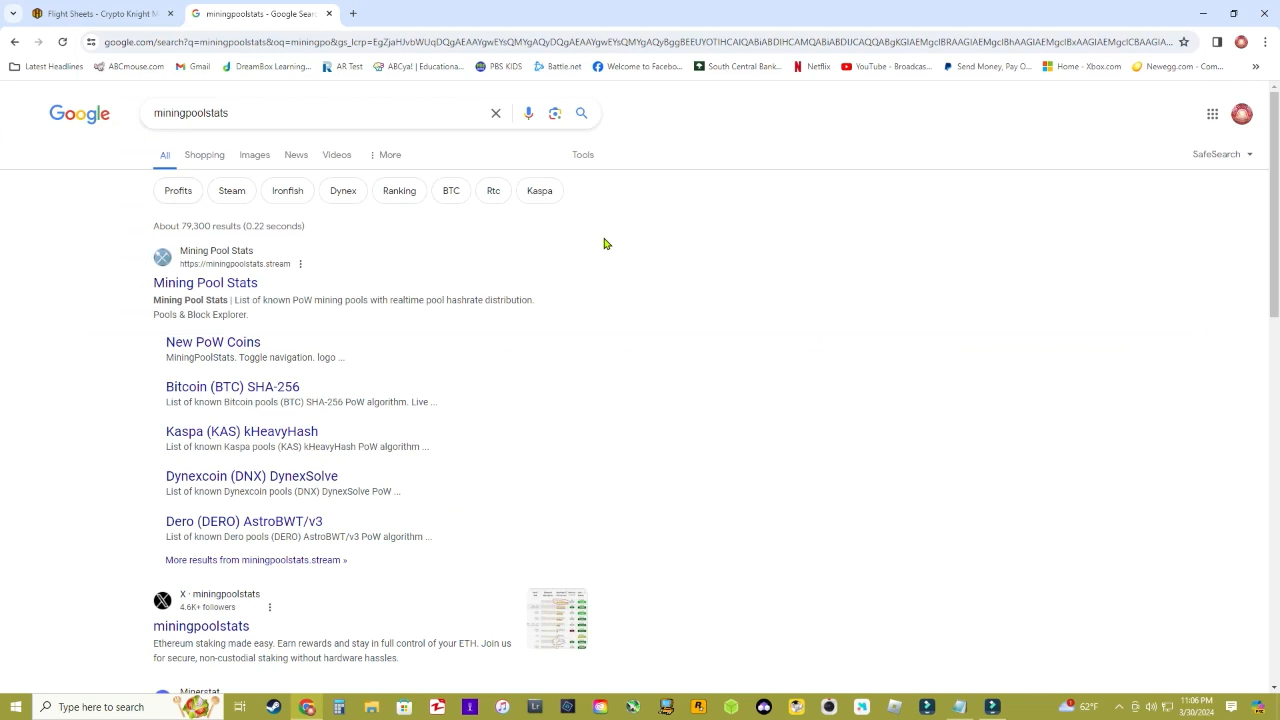 Flight Sheets - Crypto Knight M
miningpoolstats - Google Sear
google.com/search?q=miningpoolstats&oq=miningpo&gs_lcrp=
Latest Headlines
ABCmouse.com
Gmail
DreamBox Learning...
AR Test
ABCya! | Educationa...
PBS KIDS
Battle.net
Welcome to Facebo...
South Central Bank...
Netflix
YouTube - Broadcas...
Send Money, Pay O...
Home - Xbox.com
Newegg.com - Com...
Google
miningpoolstats
All Shopping Images News Videos More Tools
SafeSearch
Profits Steam Ironfish Dynex Ranking BTC Rtc Kaspa
About 79,300 results (0.22 seconds)
Mining Pool Stats
https://miningpoolstats.stream
Mining Pool Stats
Mining Pool Stats | List of known PoW mining pools with realtime pool hashrate distribution.
Pools & Block Explorer.
New PoW Coins
MiningPoolStats. Toggle navigation. logo ...
Bitcoin (BTC) SHA-256
List of known Bitcoin pools (BTC) SHA-256 PoW algorithm. Live ...
Kaspa (KAS) kHeavyHash
List of known Kaspa pools (KAS) kHeavyHash PoW algorithm ...
Dynexcoin (DNX) DynexSolve
List of known Dynexcoin pools (DNX) DynexSolve PoW ...
Dero (DERO) AstroBWT/v3
List of known Dero pools (DERO) AstroBWT/v3 PoW algorithm ...
More results from miningpoolstats.stream »
X · miningpoolstats
4.6K+ followers
miningpoolstats
Ethereum staking made easy. Earn rewards and stay in full control of your ETH. Join us
for secure, non-custodial staking without hardware hassles.
Minerstat
Type here to search
Lr
62°F
11:06 PM
3/30/2024